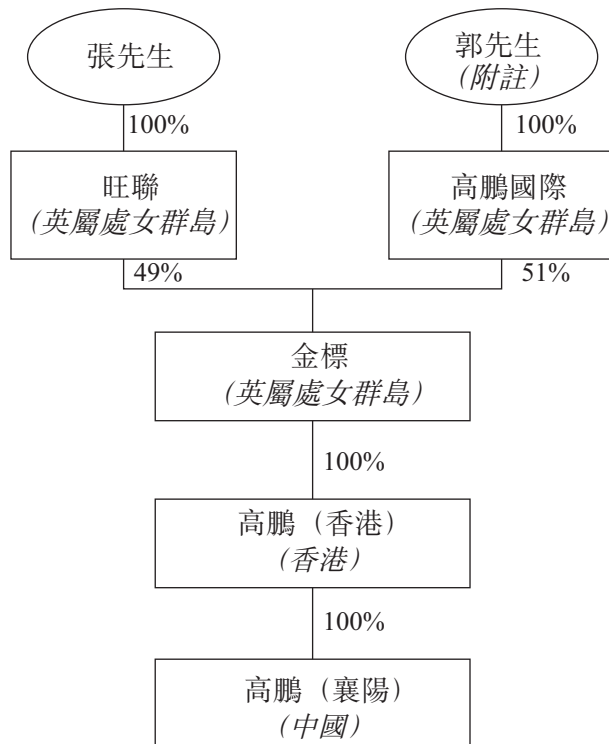 張先生
郭先生
(附註)
100%
100%
旺聯
(英屬處女群島)
高鵬國際
(英屬處女群島)
49%
51%
金標
(英屬處女群島)
100%
高鵬（香港）
(香港)
100%
高鵬（襄陽）
(中國)